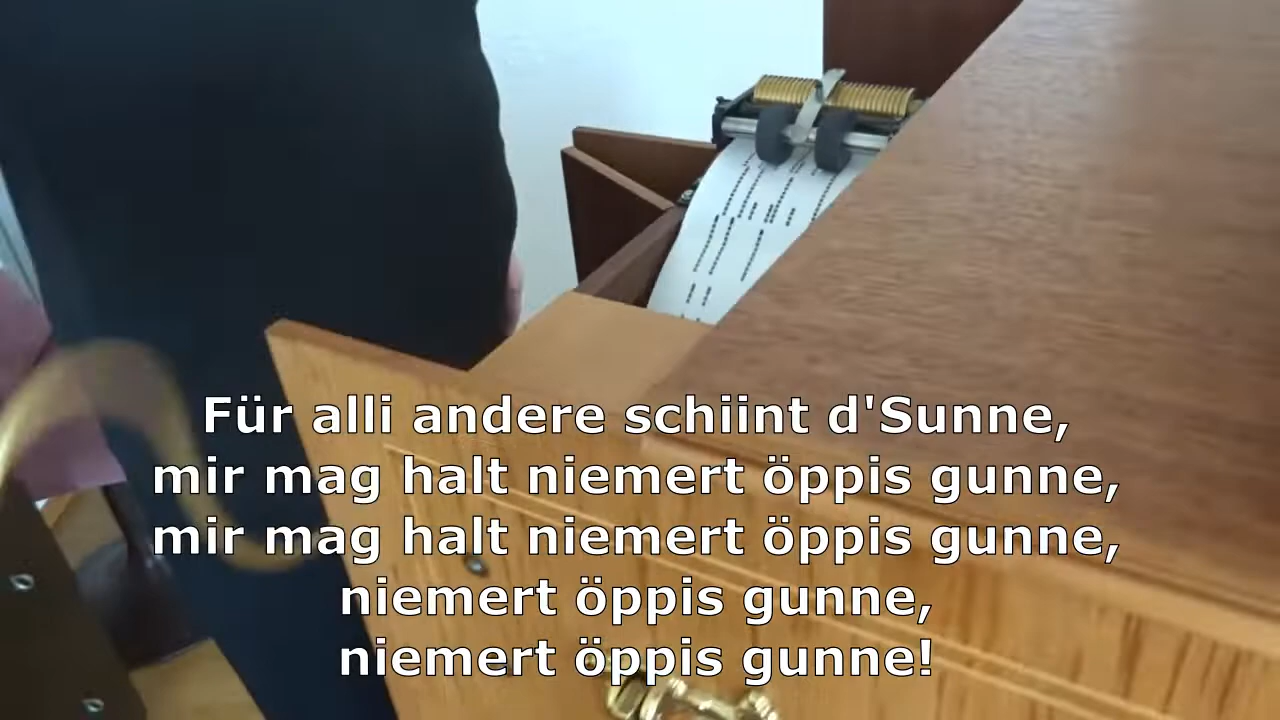 Für alli andere schiint d'Sunne,
mir mag halt niemert öppis gunne,
mir mag halt niemert öppis gunne,
niemert öppis gunne,
niemert öppis gunne!